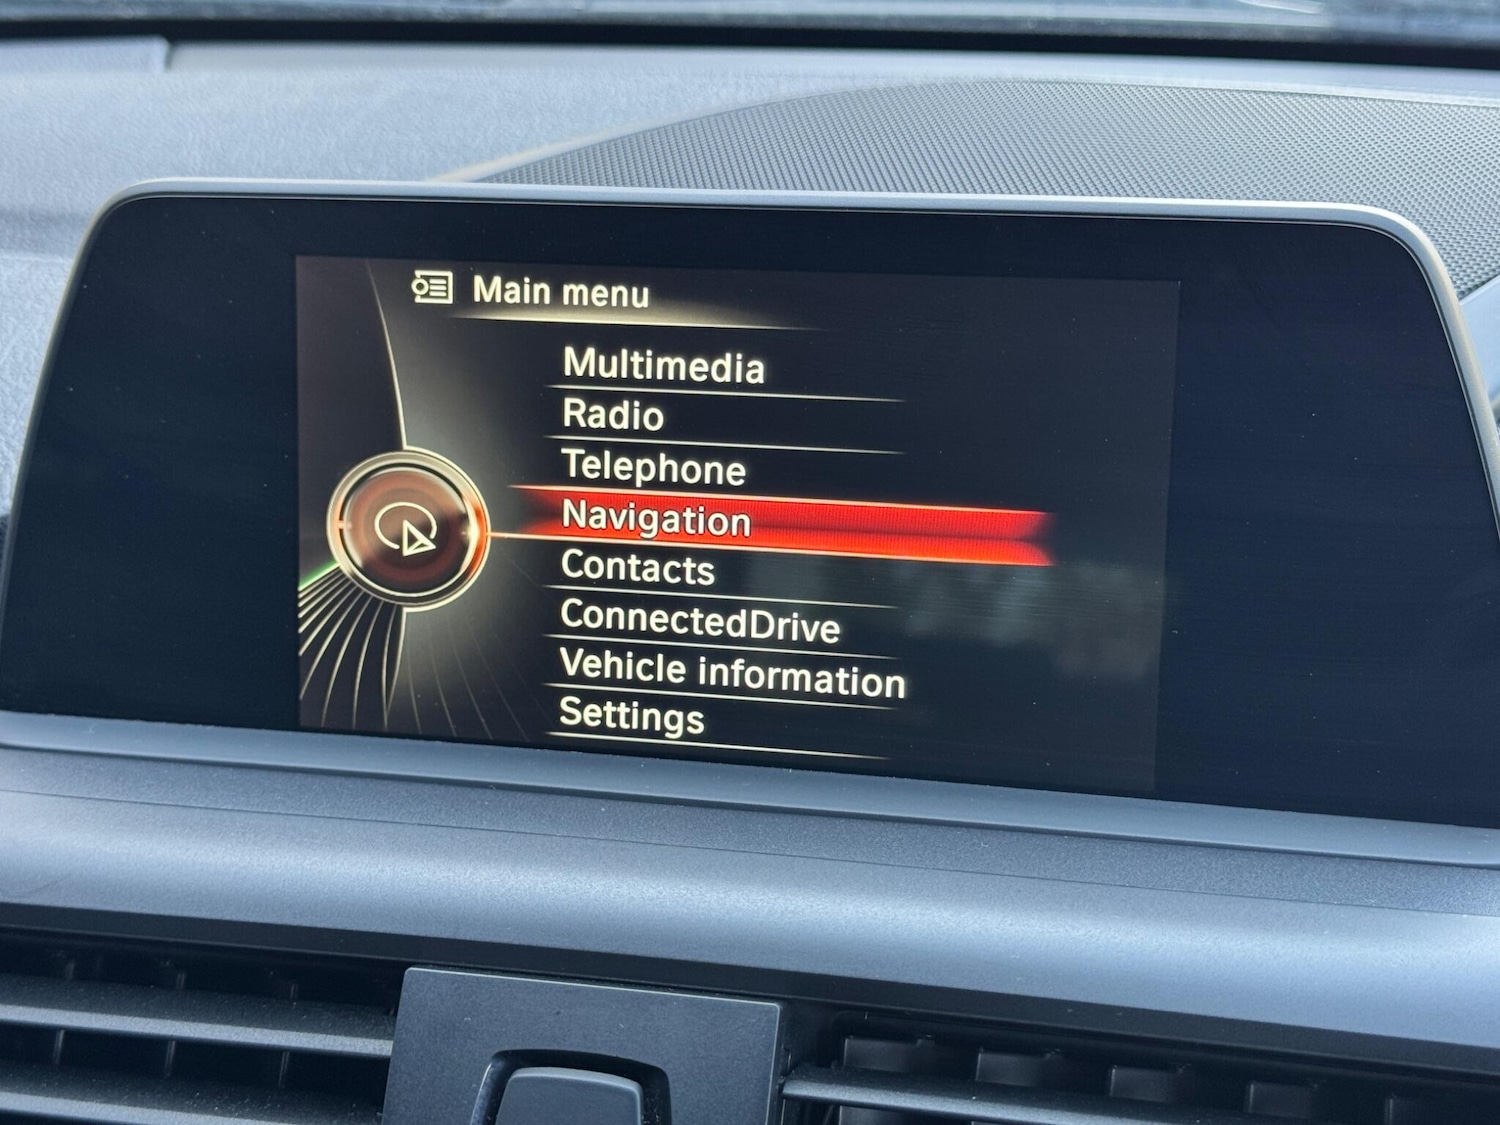 Main menu
Multimedia
Radio
Telephone
Navigation
Contacts
ConnectedDrive
Vehicle information
Settings